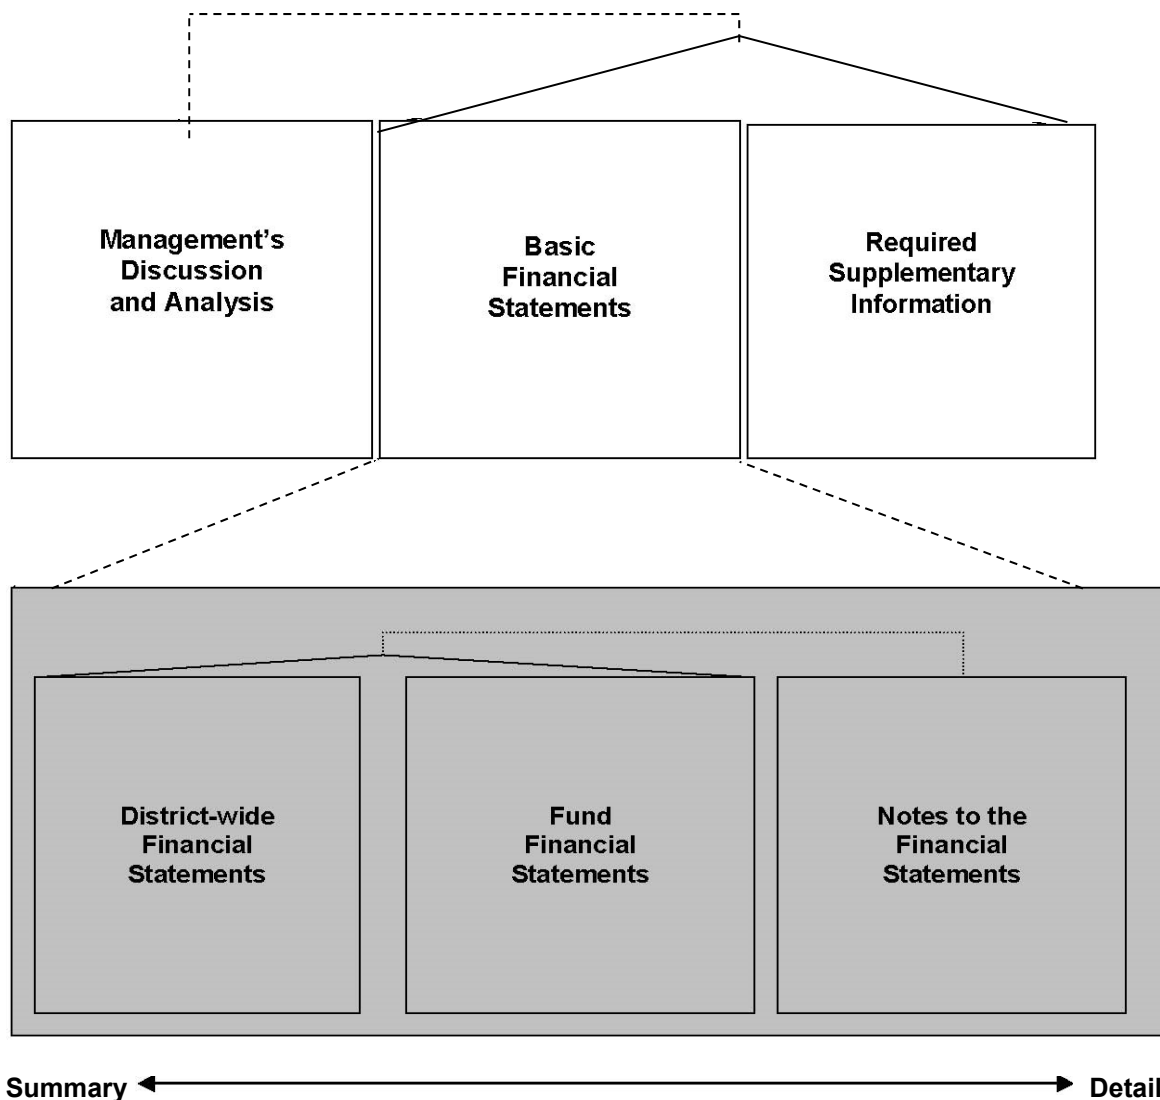 Management’s
Discussion
and Analysis
Basic
Financial
Statements
Required
Supplementary
Information
District-wide
Financial
Statements
Fund
Financial
Statements
Notes to the
Financial
Statements
Summary
Detail